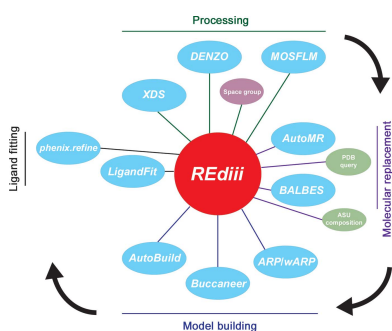 Processing
DENZO
MOSFLM
XDS
Space group
AutoMR
phenix.refine
PDB
query
LigandFit
REdiii
BALBES
ASU
composition
AutoBuild
ARP/wARP
Buccaneer
Ligand fitting
Molecular replacement
Model building